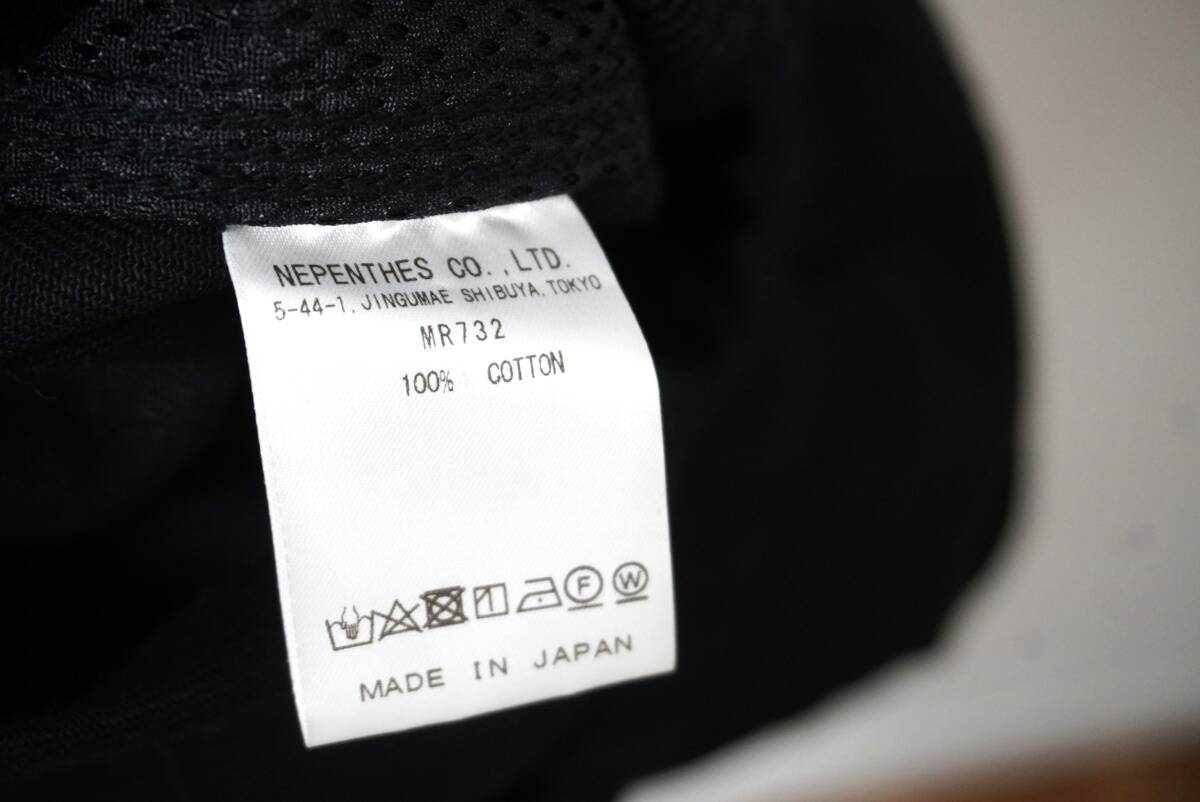 NEPENTHES CO.,LTD.
5-44-1, JINGUMAE SHIBUYA. TOKYO
MR732
100% COTTON
F W
MADE IN JAPAN